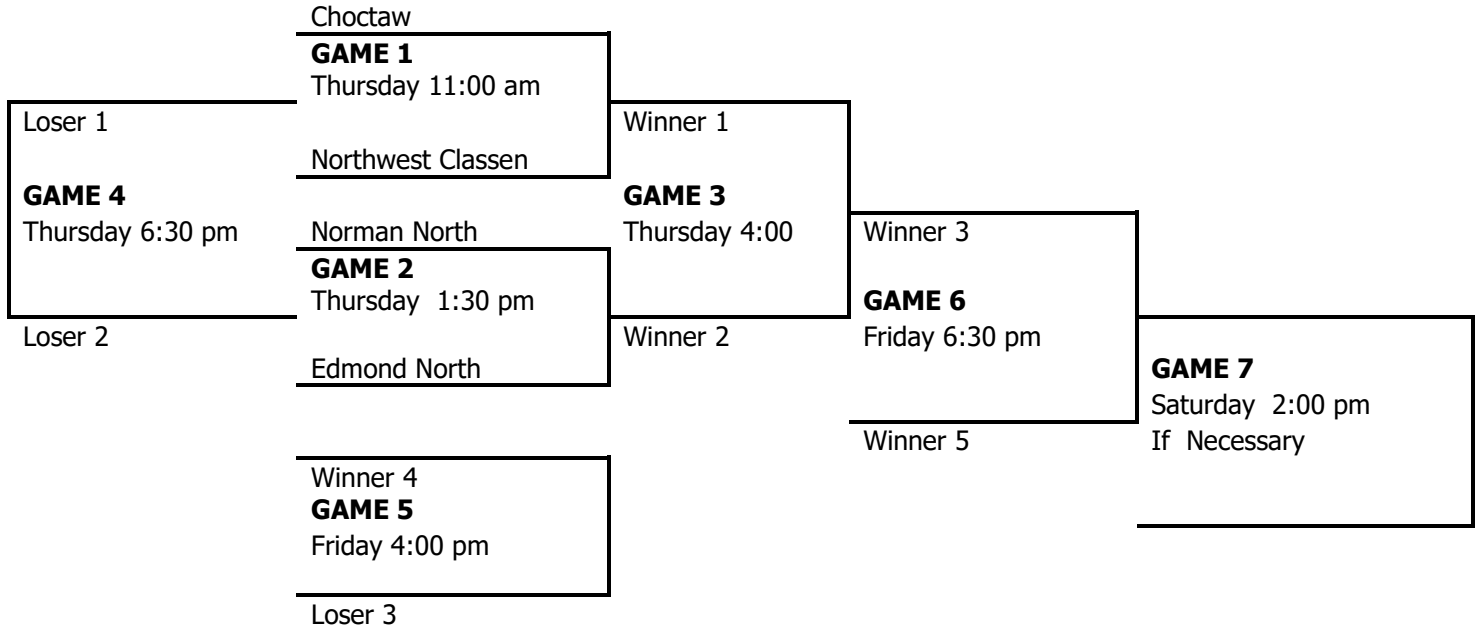 Choctaw
GAME 1
Thursday 11:00 am
Loser 1
Winner 1
Northwest Classen
GAME 4
GAME 3
Thursday 6:30 pm
Norman North
Thursday 4:00
Winner 3
GAME 2
Thursday  1:30 pm
GAME 6
Loser 2
Winner 2
Friday 6:30 pm
Edmond North
GAME 7
Saturday  2:00 pm
Winner 5
If  Necessary
Winner 4
GAME 5
Friday 4:00 pm
Loser 3